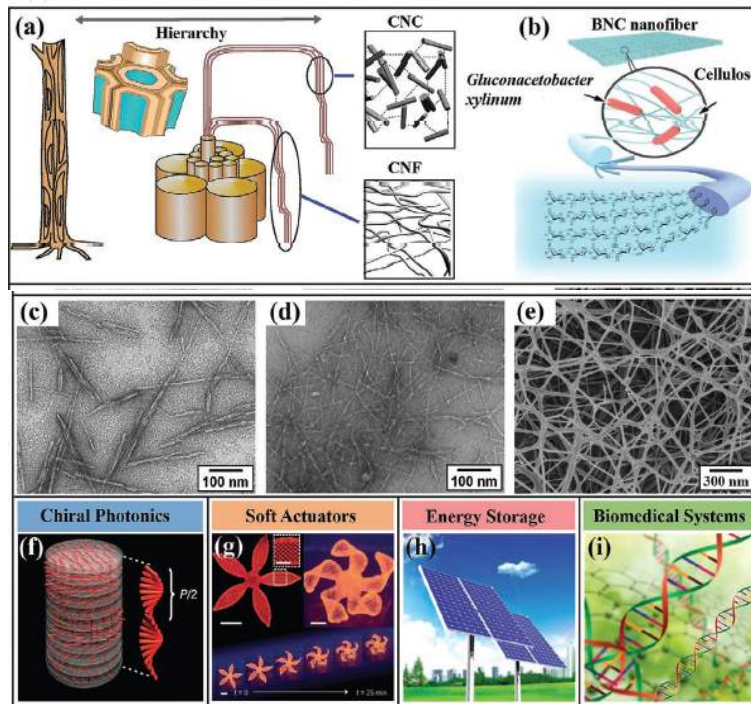 (a)
Hierarchy
CNC
CNF
(b)
BNC nanofiber
Gluconacetobacter
xylinum
Cellulose
(c)
100 nm
(d)
100 nm
(e)
300 nm
Chiral Photonics
Soft Actuators
Energy Storage
Biomedical Systems
(f)
P/2
(g)
t = 0
t = 25 min
(h)
(i)